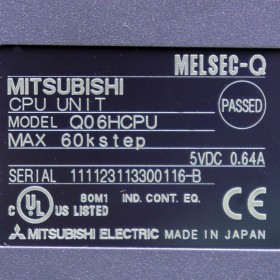 MELSEC-Q
MITSUBISHI
CPU UNIT
PASSED
MODEL Q06HCPU
MAX 60kstep
5VDC 0.64A
SERIAL 111123113300116-B
80M1 IND. CONT. EQ.
c UL US LISTED CE
MITSUBISHI ELECTRIC MADE IN JAPAN